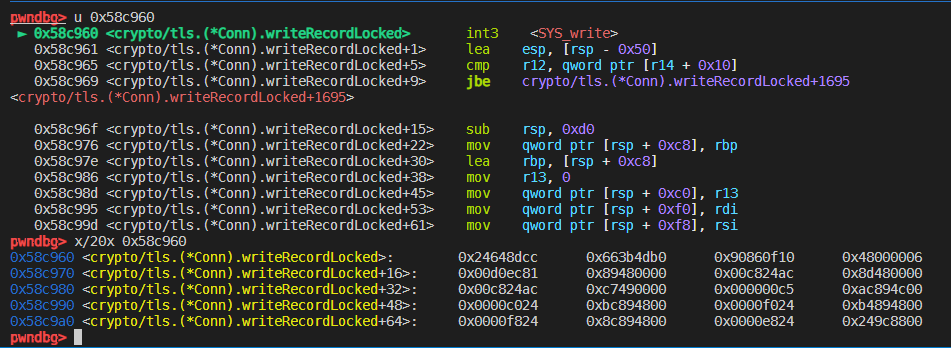 pwndbg> u 0x58c960
► 0x58c960 <crypto/tls.(*Conn).writeRecordLocked> int3 <SYS_write>
0x58c961 <crypto/tls.(*Conn).writeRecordLocked+1> lea esp, [rsp - 0x50]
0x58c965 <crypto/tls.(*Conn).writeRecordLocked+5> cmp r12, qword ptr [r14 + 0x10]
0x58c969 <crypto/tls.(*Conn).writeRecordLocked+9> jbe crypto/tls.(*Conn).writeRecordLocked+1695
<crypto/tls.(*Conn).writeRecordLocked+1695>
0x58c96f <crypto/tls.(*Conn).writeRecordLocked+15> sub rsp, 0xd0
0x58c976 <crypto/tls.(*Conn).writeRecordLocked+22> mov qword ptr [rsp + 0xc8], rbp
0x58c97e <crypto/tls.(*Conn).writeRecordLocked+30> lea rbp, [rsp + 0xc8]
0x58c986 <crypto/tls.(*Conn).writeRecordLocked+38> mov r13, 0
0x58c98d <crypto/tls.(*Conn).writeRecordLocked+45> mov qword ptr [rsp + 0xc0], r13
0x58c995 <crypto/tls.(*Conn).writeRecordLocked+53> mov qword ptr [rsp + 0xf0], rdi
0x58c99d <crypto/tls.(*Conn).writeRecordLocked+61> mov qword ptr [rsp + 0xf8], rsi
pwndbg> x/20x 0x58c960
0x58c960 <crypto/tls.(*Conn).writeRecordLocked>: 0x24648dcc 0x663b4db0 0x90860f10 0x48000006
0x58c970 <crypto/tls.(*Conn).writeRecordLocked+16>: 0x00d0ec81 0x89480000 0x00c824ac 0x8d480000
0x58c980 <crypto/tls.(*Conn).writeRecordLocked+32>: 0x00c824ac 0xc7490000 0x000000c5 0xac894c00
0x58c990 <crypto/tls.(*Conn).writeRecordLocked+48>: 0x0000c024 0xbc894800 0x0000f024 0xb4894800
0x58c9a0 <crypto/tls.(*Conn).writeRecordLocked+64>: 0x0000f824 0x8c894800 0x0000e824 0x249c8800
pwndbg>